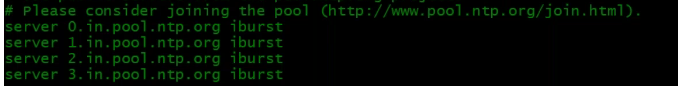 # Please consider joining the pool (http://www.pool.ntp.org/join.html).
server 0.in.pool.ntp.org iburst
server 1.in.pool.ntp.org iburst
server 2.in.pool.ntp.org iburst
server 3.in.pool.ntp.org iburst